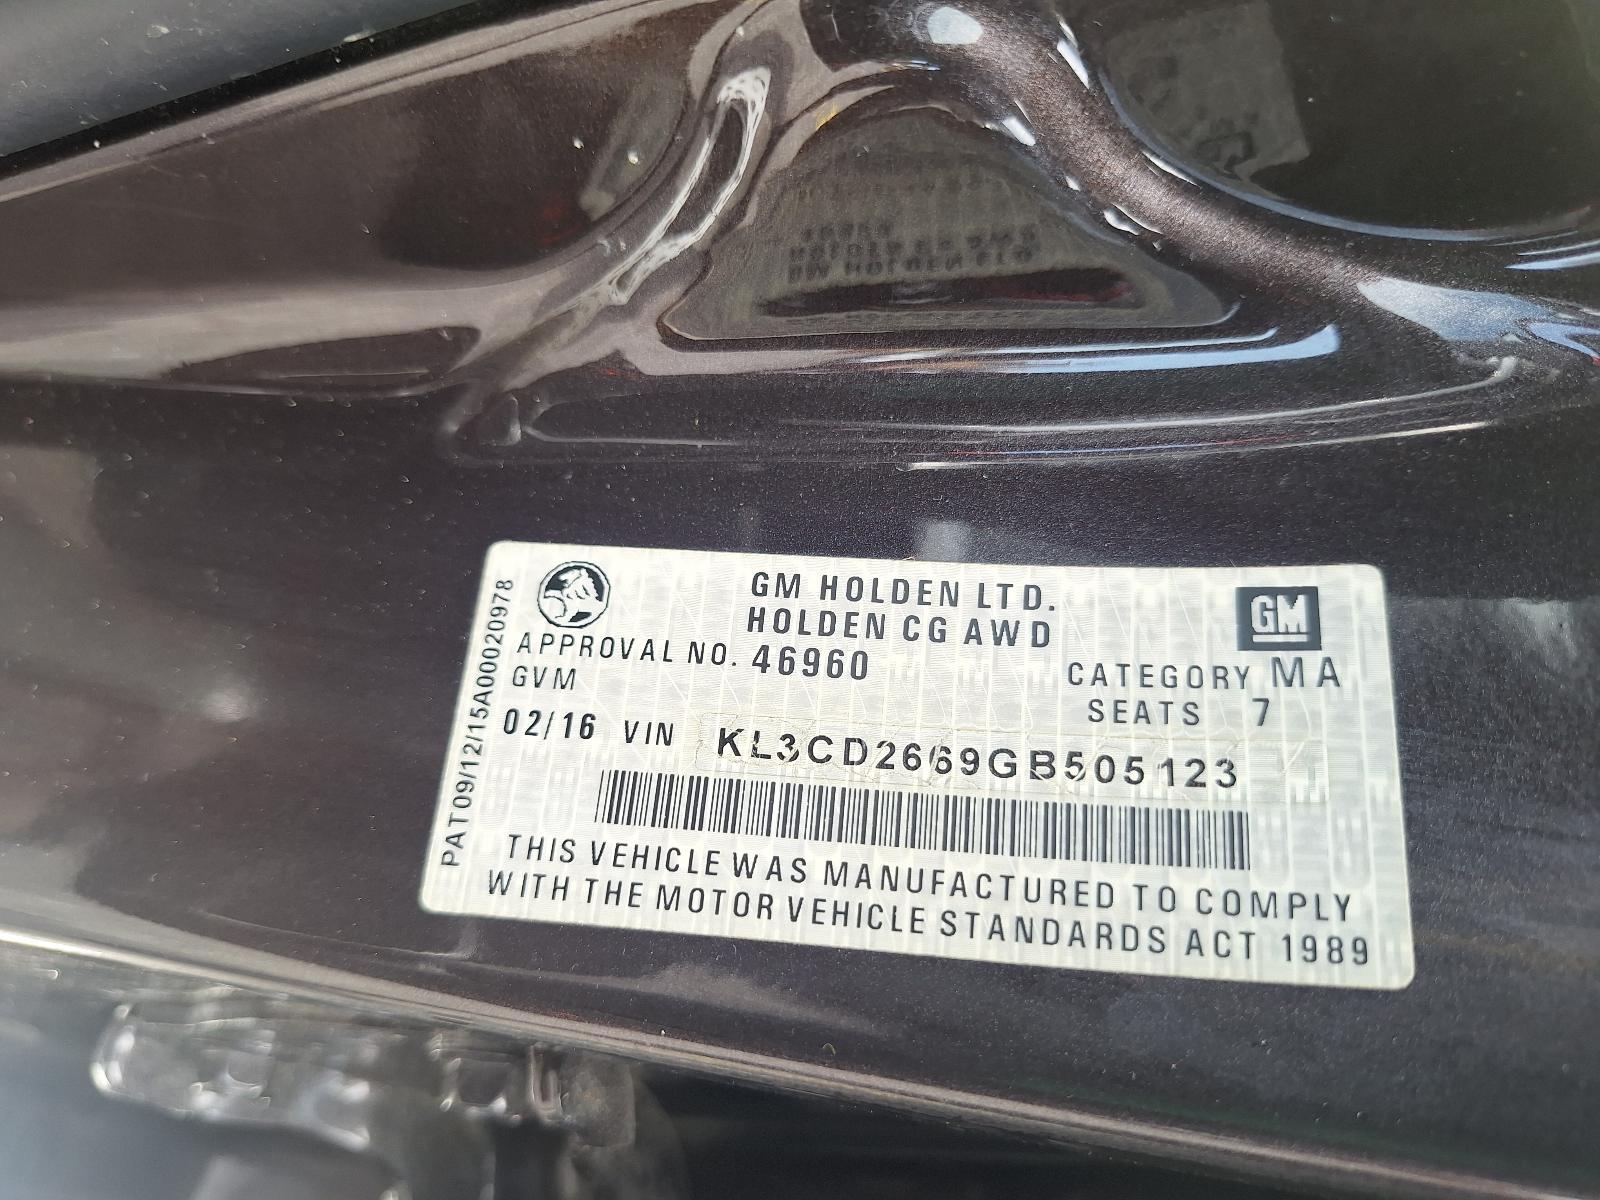 GM HOLDEN LTD.
HOLDEN CG AWD
APPROVAL NO. 46960
GM
CATEGORY MA
GVM
SEATS 7
02/16 VIN KL3CD2669GB505123
THIS VEHICLE WAS MANUFACTURED TO COMPLY
WITH THE MOTOR VEHICLE STANDARDS ACT 1989
PAT09/12/15A00020978